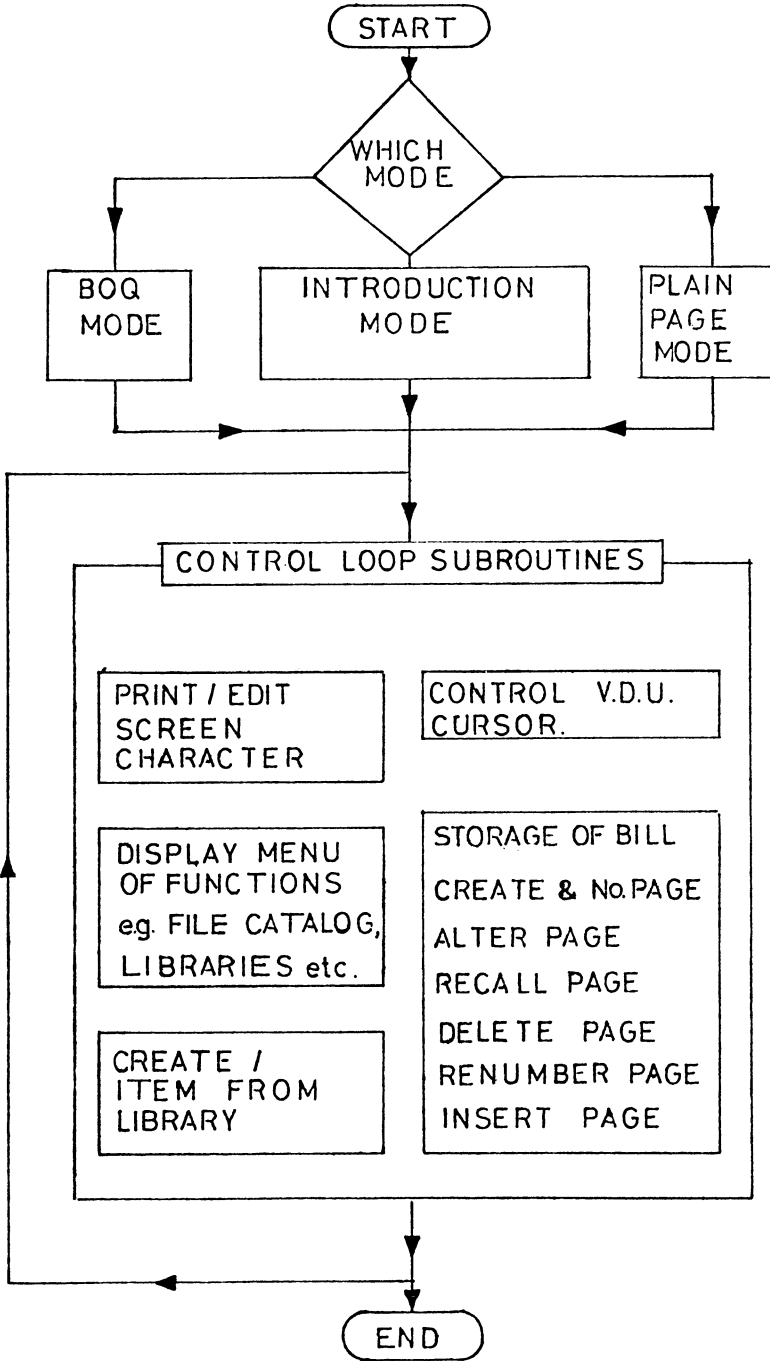 START
WHICH
MODE
BOQ
MODE
INTRODUCTION
MODE
PLAIN
PAGE
MODE
CONTROL LOOP SUBROUTINES
PRINT / EDIT
SCREEN
CHARACTER
CONTROL V.D.U.
CURSOR.
DISPLAY MENU
OF FUNCTIONS
e.g. FILE CATALOG,
LIBRARIES etc.
STORAGE OF BILL
CREATE & No. PAGE
ALTER PAGE
RECALL PAGE
DELETE PAGE
RENUMBER PAGE
INSERT PAGE
CREATE /
ITEM FROM
LIBRARY
END